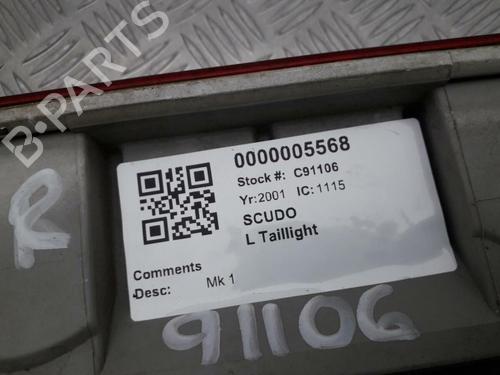 B-PARTS
R
0000005568
Stock #: C91106
Yr:2001 IC:1115
SCUDO
L Taillight
Comments
Desc: Mk 1
91106